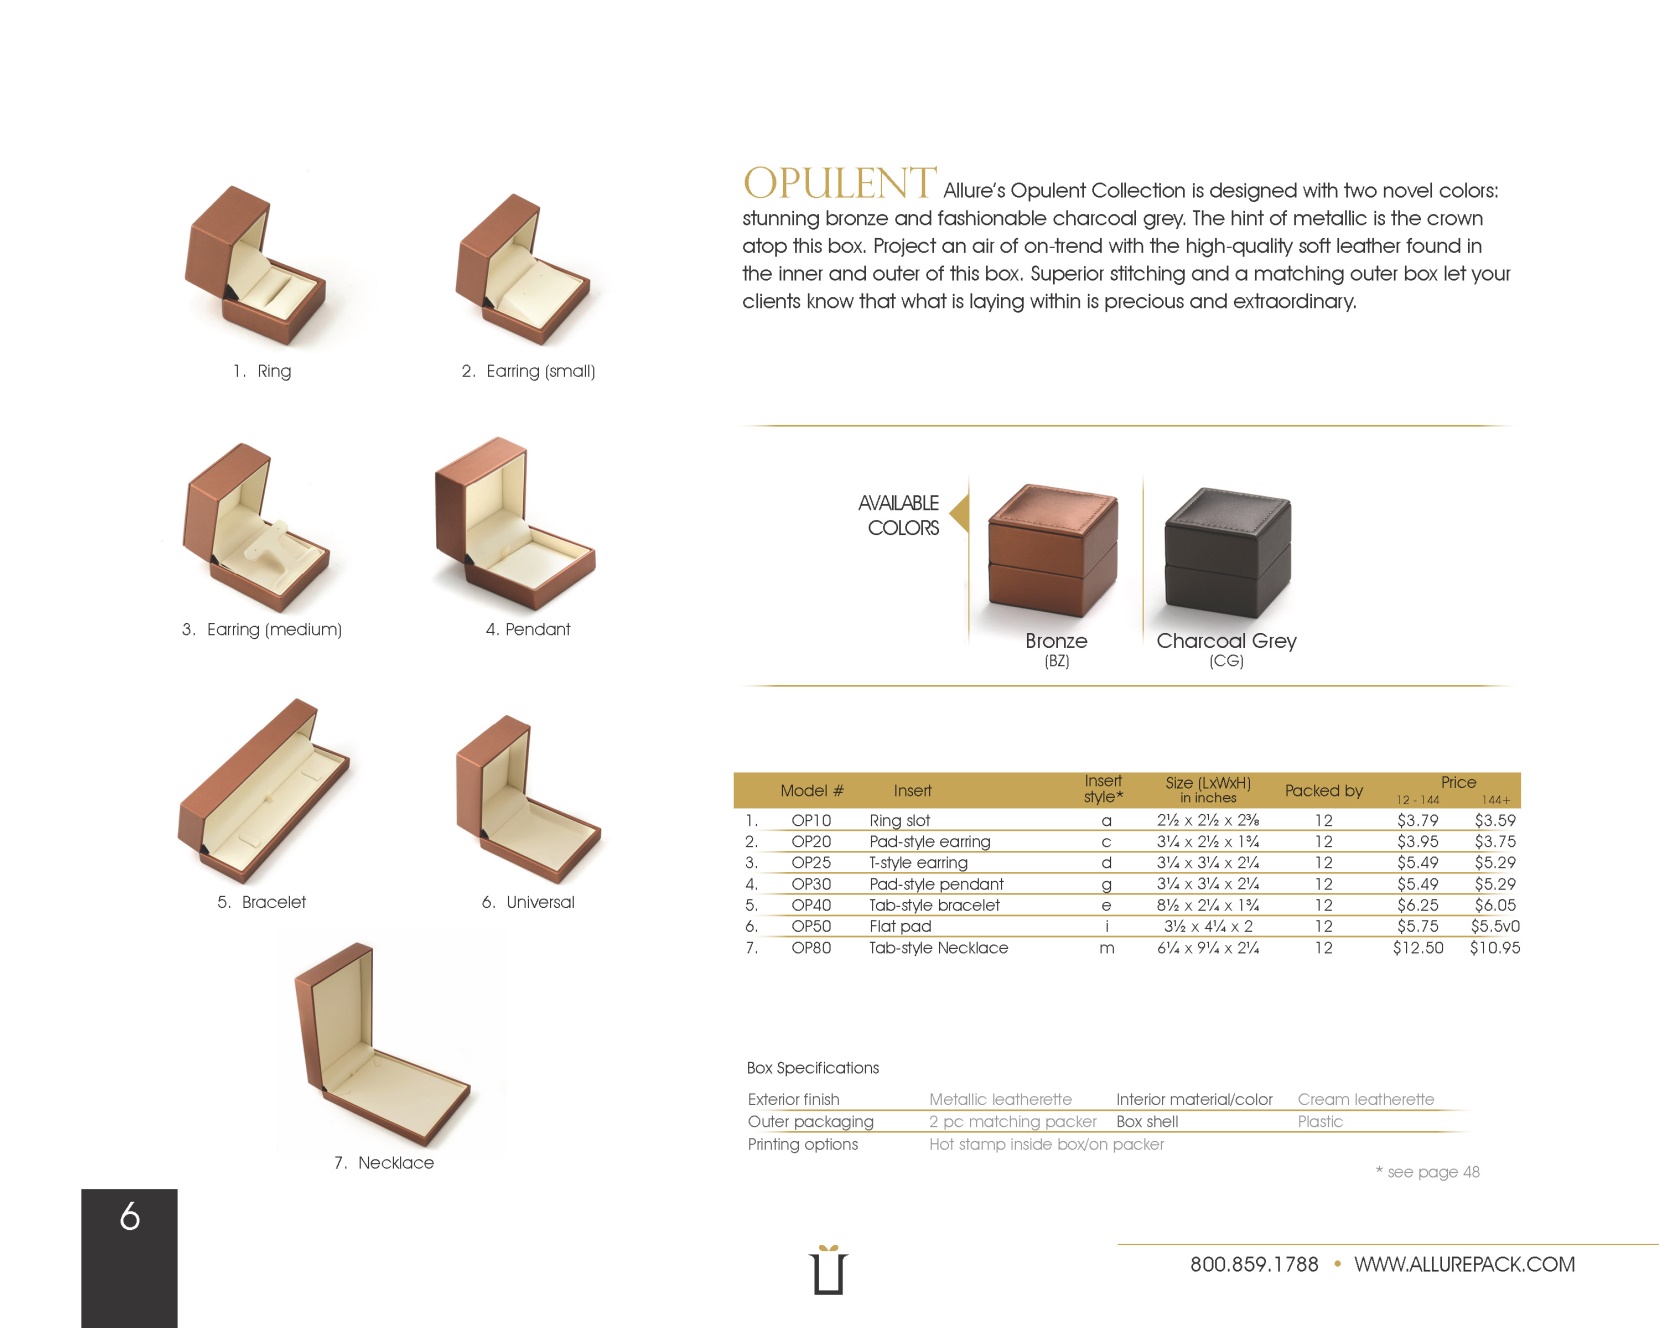 OPULENT Allure's Opulent Collection is designed with two novel colors:
stunning bronze and fashionable charcoal grey. The hint of metallic is the crown
atop this box. Project an air of on-trend with the high-quality soft leather found in
the inner and outer of this box. Superior stitching and a matching outer box let your
clients know that what is laying within is precious and extraordinary.
1. Ring
2. Earring (small)
3. Earring (medium)
4. Pendant
5. Bracelet
6. Universal
7. Necklace
AVAILABLE
COLORS
Bronze
(BZ)
Charcoal Grey
(CG)
Model # Insert Insert style* Size (LxWxH) in inches Packed by Price 12 - 144 144+
1. OP10 Ring slot a 2½ x 2½ x 2⅜ 12 $3.79 $3.59
2. OP20 Pad-style earring c 3¼ x 2½ x 1¾ 12 $3.95 $3.75
3. OP25 T-style earring d 3¼ x 3¼ x 2¼ 12 $5.49 $5.29
4. OP30 Pad-style pendant g 3¼ x 3¼ x 2¼ 12 $5.49 $5.29
5. OP40 Tab-style bracelet e 8½ x 2¼ x 1¾ 12 $6.25 $6.05
6. OP50 Flat pad i 3½ x 4¼ x 2 12 $5.75 $5.5v0
7. OP80 Tab-style Necklace m 6¼ x 9¼ x 2¼ 12 $12.50 $10.95
Box Specifications
Exterior finish Metallic leatherette Interior material/color Cream leatherette
Outer packaging 2 pc matching packer Box shell Plastic
Printing options Hot stamp inside box/on packer
* see page 48
6
800.859.1788 • WWW.ALLUREPACK.COM